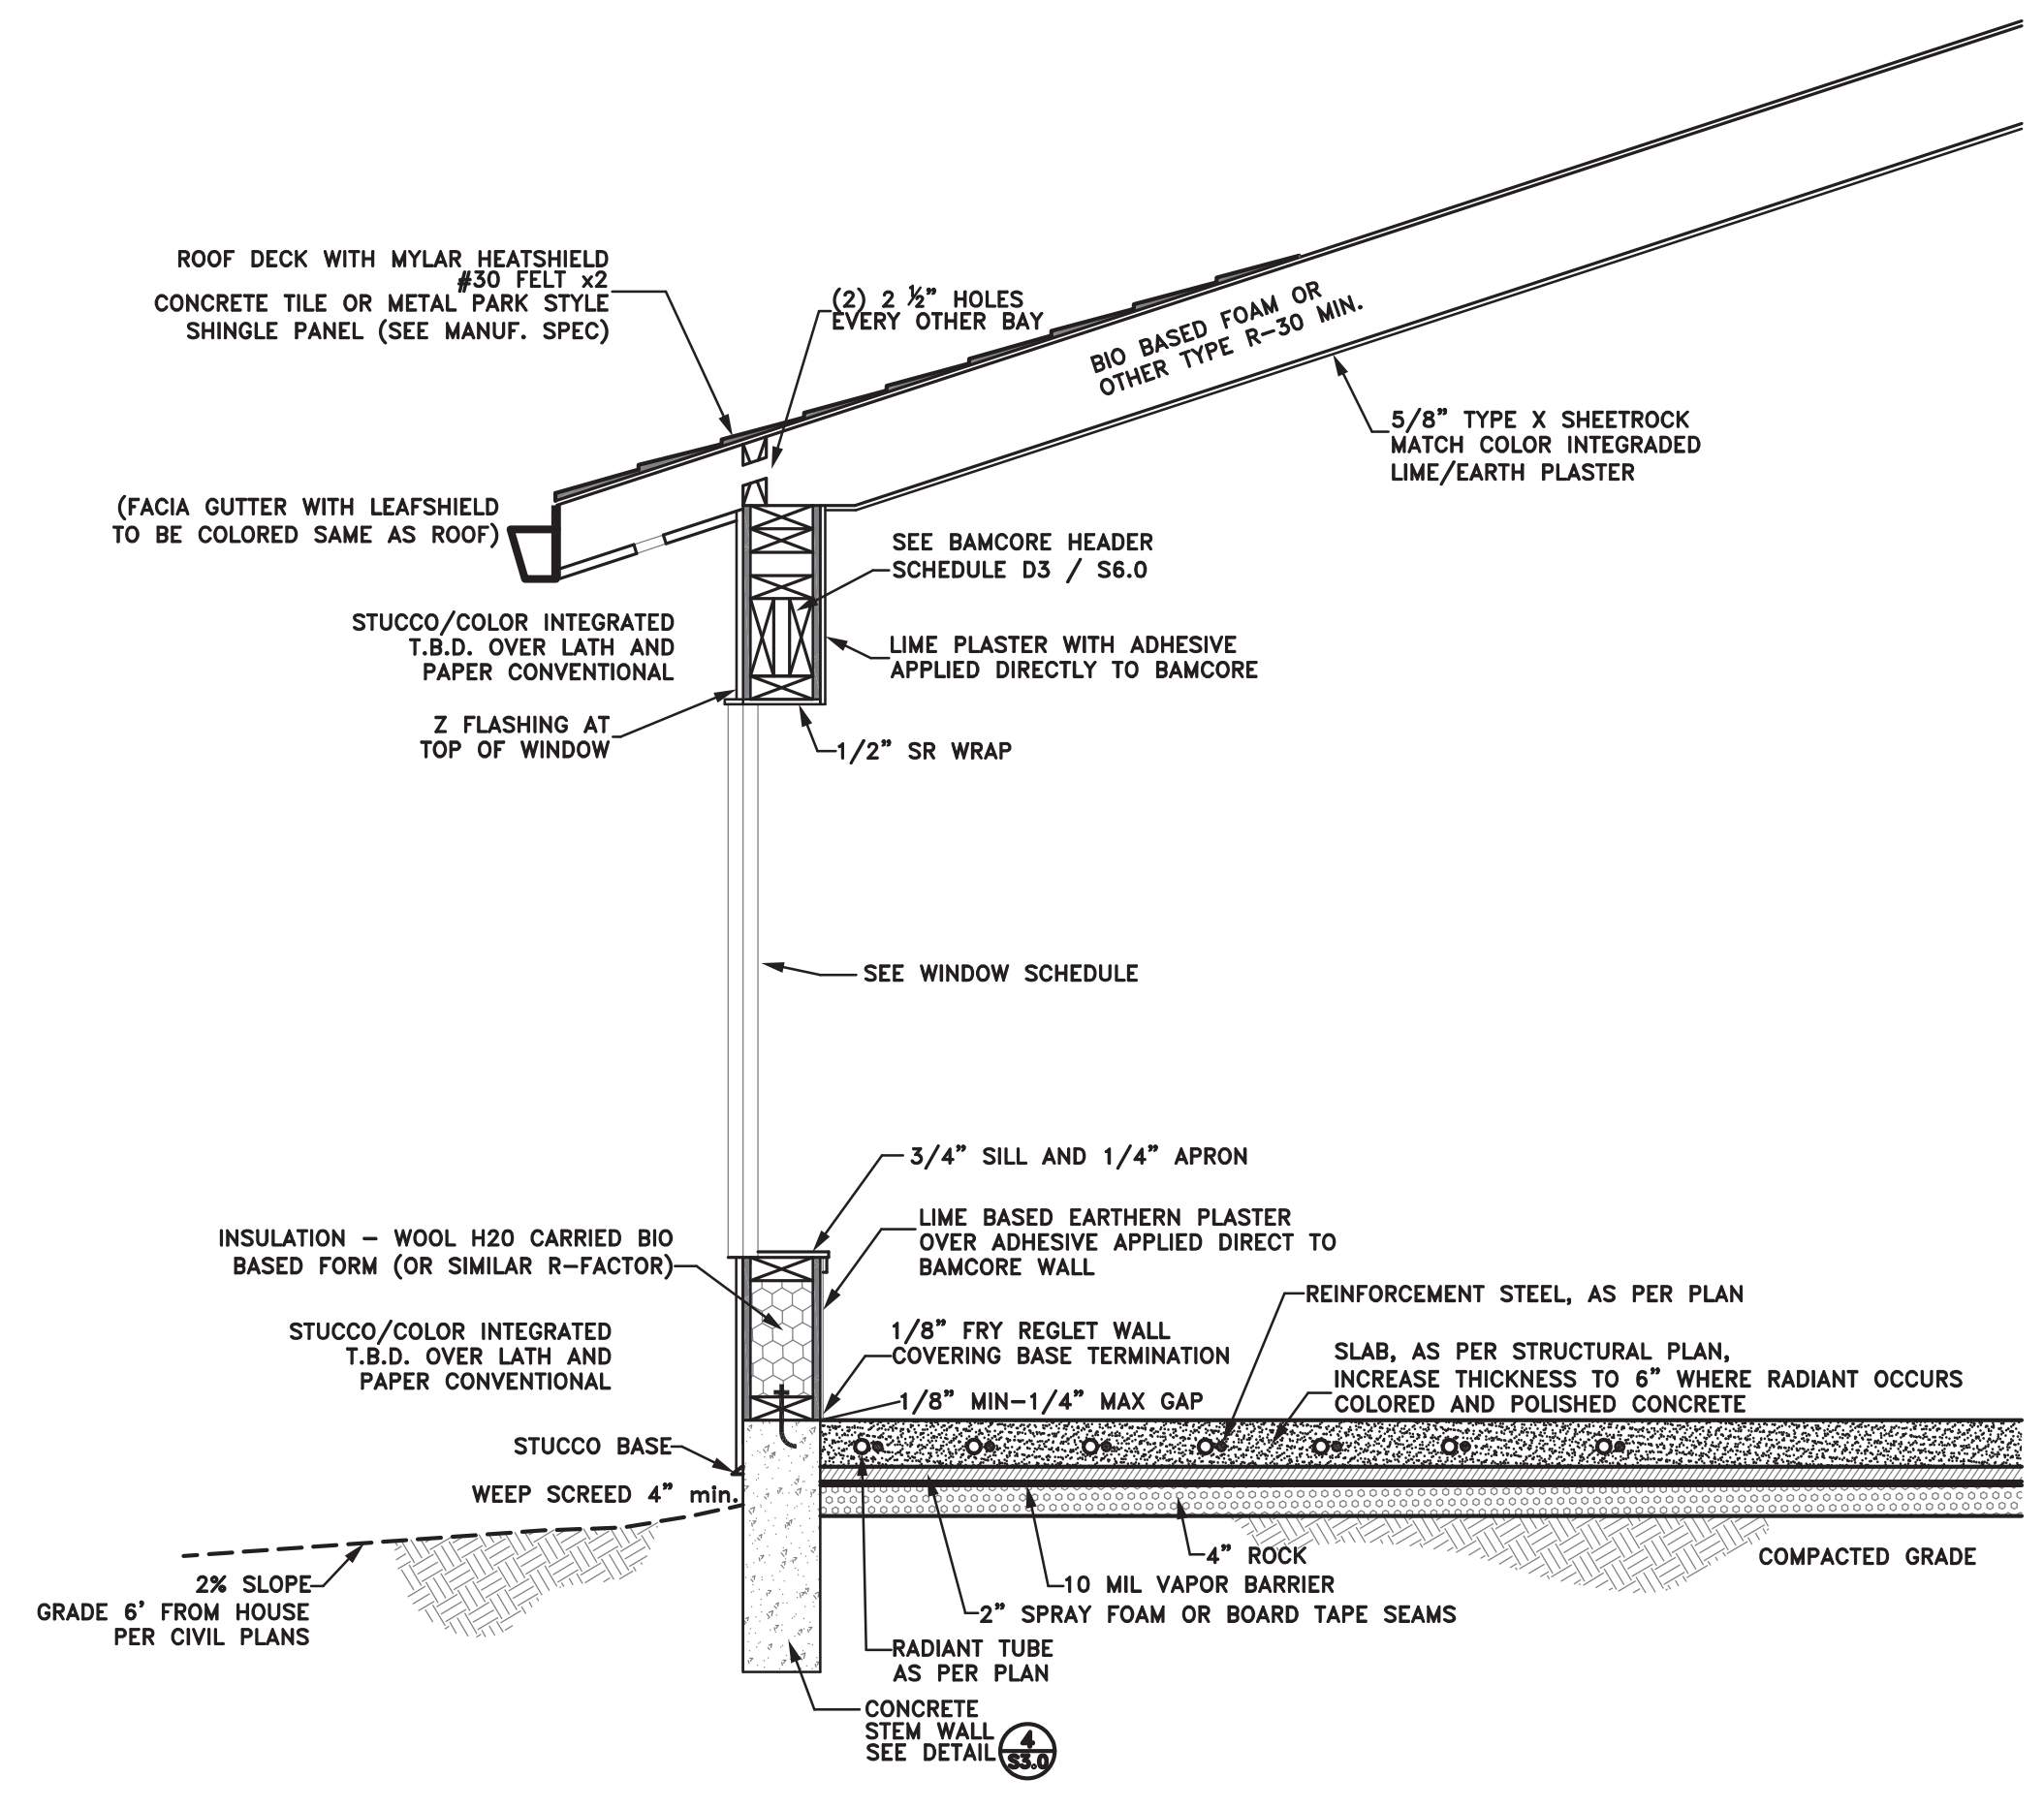 ROOF DECK WITH MYLAR HEATSHIELD
#30 FELT x2
CONCRETE TILE OR METAL PARK STYLE
SHINGLE PANEL (SEE MANUF. SPEC)
(2) 2 ½” HOLES
EVERY OTHER BAY
BIO BASED FOAM OR
OTHER TYPE R-30 MIN.
5/8” TYPE X SHEETROCK
MATCH COLOR INTEGRADED
LIME/EARTH PLASTER
(FACIA GUTTER WITH LEAFSHIELD
TO BE COLORED SAME AS ROOF)
SEE BAMCORE HEADER
SCHEDULE D3 / S6.0
STUCCO/COLOR INTEGRATED
T.B.D. OVER LATH AND
PAPER CONVENTIONAL
LIME PLASTER WITH ADHESIVE
APPLIED DIRECTLY TO BAMCORE
Z FLASHING AT
TOP OF WINDOW
1/2” SR WRAP
SEE WINDOW SCHEDULE
3/4” SILL AND 1/4” APRON
INSULATION – WOOL H20 CARRIED BIO
BASED FORM (OR SIMILAR R-FACTOR)
LIME BASED EARTHERN PLASTER
OVER ADHESIVE APPLIED DIRECT TO
BAMCORE WALL
REINFORCEMENT STEEL, AS PER PLAN
STUCCO/COLOR INTEGRATED
T.B.D. OVER LATH AND
PAPER CONVENTIONAL
1/8” FRY REGLET WALL
COVERING BASE TERMINATION
SLAB, AS PER STRUCTURAL PLAN,
INCREASE THICKNESS TO 6” WHERE RADIANT OCCURS
COLORED AND POLISHED CONCRETE
1/8” MIN-1/4” MAX GAP
STUCCO BASE
WEEP SCREED 4” min.
4” ROCK
COMPACTED GRADE
10 MIL VAPOR BARRIER
2” SPRAY FOAM OR BOARD TAPE SEAMS
2% SLOPE
GRADE 6’ FROM HOUSE
PER CIVIL PLANS
RADIANT TUBE
AS PER PLAN
CONCRETE
STEM WALL
SEE DETAIL
4
S3.0